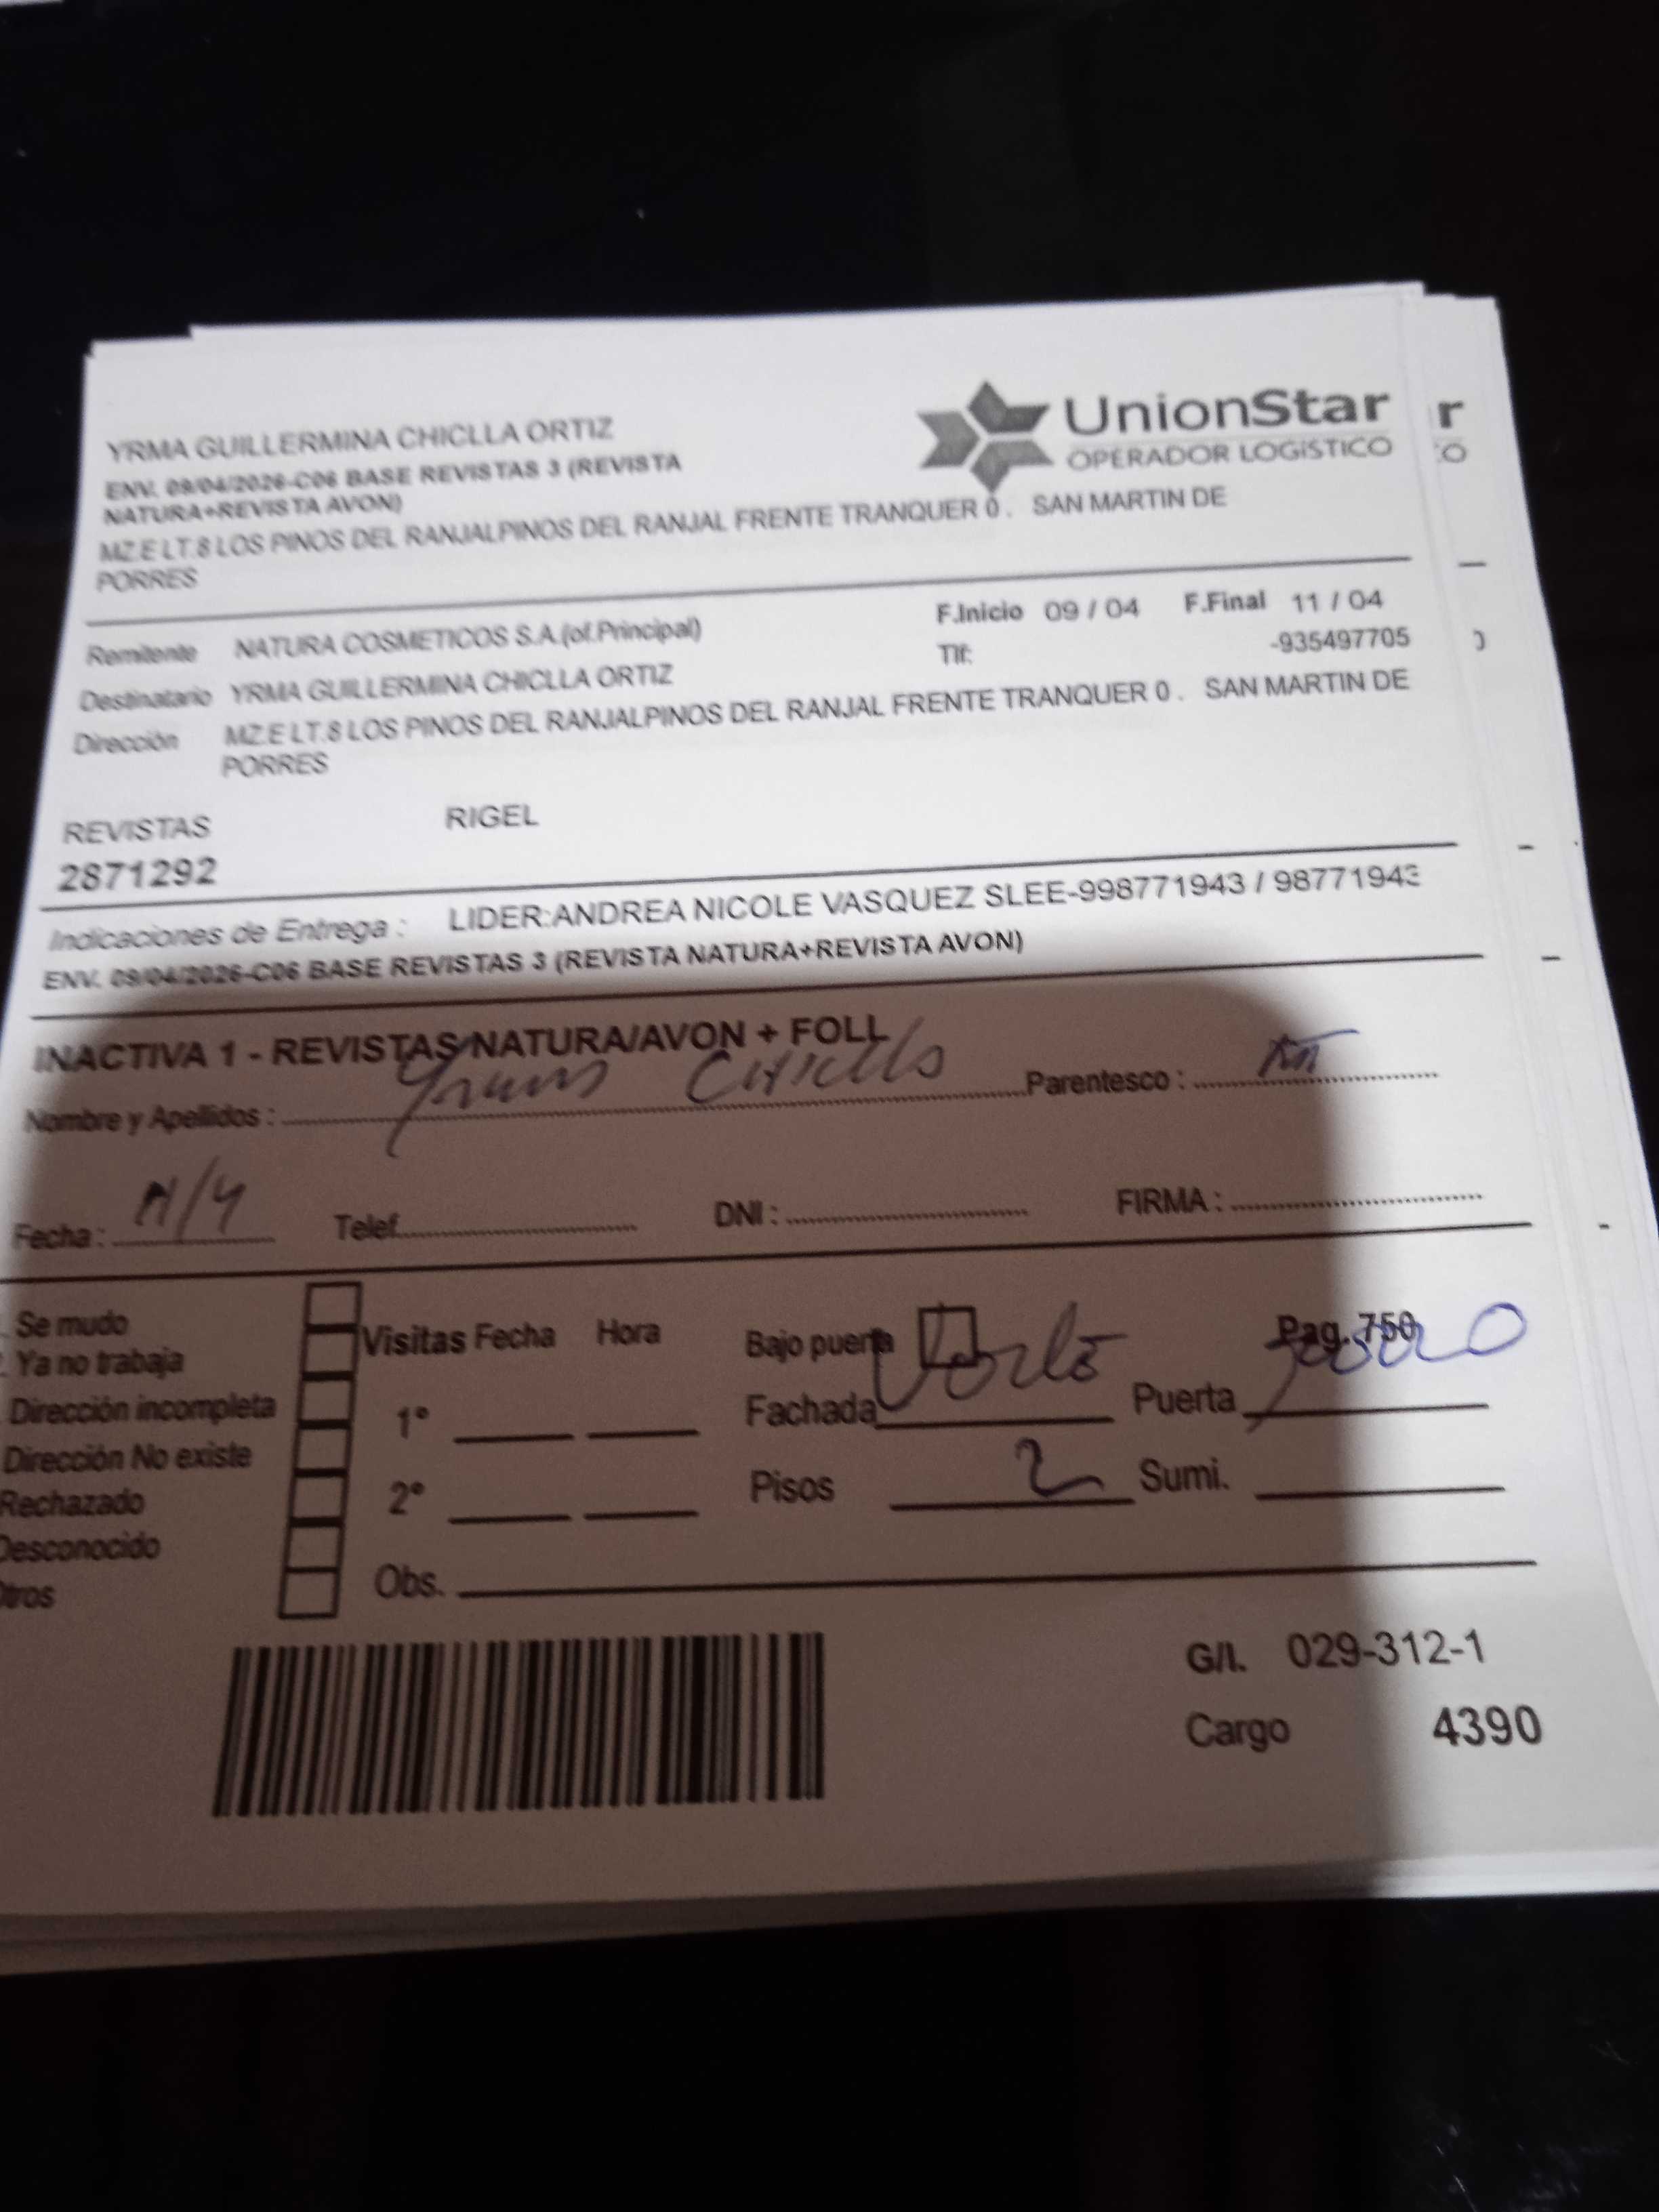 YRMA GUILLERMINA CHICLLA ORTIZ
ENV. 09/04/2026-C06 BASE REVISTAS 3 (REVISTA
NATURA+REVISTA AVON)
MZ.E LT.8 LOS PINOS DEL RANJALPINOS DEL RANJAL FRENTE TRANQUER 0 . SAN MARTIN DE
PORRES
UnionStar
OPERADOR LOGíSTICO
r
O
Remitente NATURA COSMETICOS S.A.(of.Principal) F.Inicio 09 / 04 F.Final 11 / 04
Destinatario YRMA GUILLERMINA CHICLLA ORTIZ Tlf: -935497705
Dirección MZ.E LT.8 LOS PINOS DEL RANJALPINOS DEL RANJAL FRENTE TRANQUER 0 . SAN MARTIN DE
PORRES
REVISTAS RIGEL
2871292
Indicaciones de Entrega : LIDER:ANDREA NICOLE VASQUEZ SLEE-998771943 / 98771943
ENV. 09/04/2026-C06 BASE REVISTAS 3 (REVISTA NATURA+REVISTA AVON)
INACTIVA 1 - REVISTAS NATURA/AVON + FOLL
Nombre y Apellidos : Chiclla Parentesco :
Fecha : 11/4 Telef. DNI : FIRMA :
Se mudo
Ya no trabaja
Dirección incompleta
Dirección No existe
Rechazado
Desconocido
Otros
Visitas Fecha Hora
1°
2°
Obs.
Bajo puerta Pag. 750
Fachada Puerta
Pisos 2 Sumi.
G/I. 029-312-1
Cargo 4390